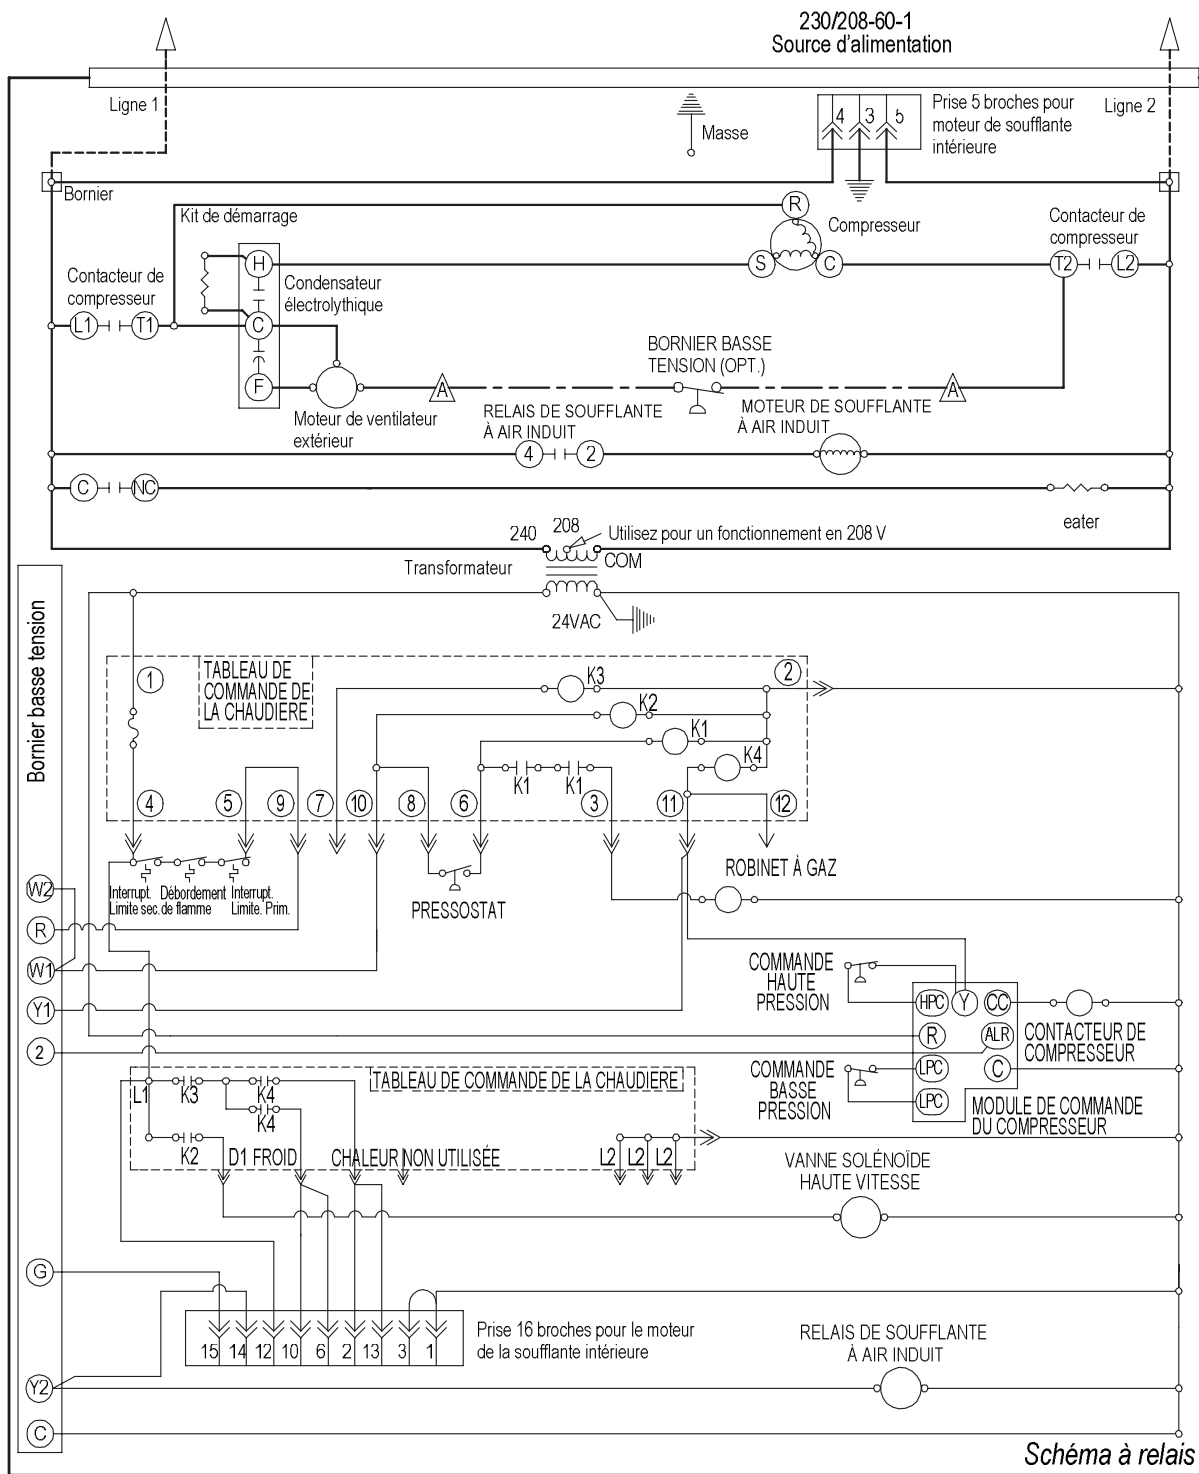 230/208-60-1
Source d'alimentation
Ligne 1
Masse
4 3 5
Prise 5 broches pour
moteur de soufflante
intérieure
Ligne 2
Bornier
Kit de démarrage
R
Compresseur
Contacteur de
compresseur
H
Condensateur
électrolythique
S
C
T2
L2
Contacteur de
compresseur
L1
T1
C
BORNIER BASSE
TENSION (OPT.)
F
A
A
Moteur de ventilateur
extérieur
RELAIS DE SOUFFLANTE
À AIR INDUIT
MOTEUR DE SOUFFLANTE
À AIR INDUIT
4
2
C
NC
eater
240
208
Utilisez pour un fonctionnement en 208 V
COM
Transformateur
24VAC
Bornier basse tension
TABLEAU DE
COMMANDE DE
LA CHAUDIERE
1
2
K3
K2
K1
K4
K1
K1
4
5
9
7
10
8
6
3
11
12
Interrupt.
Limite sec.
Débordement
de flamme
Interrupt.
Limite. Prim.
PRESSOSTAT
ROBINET À GAZ
W2
R
W1
Y1
2
COMMANDE
HAUTE
PRESSION
HPC
Y
CC
R
ALR
CONTACTEUR DE
COMPRESSEUR
COMMANDE
BASSE
PRESSION
LPC
C
LPC
MODULE DE COMMANDE
DU COMPRESSEUR
TABLEAU DE COMMANDE DE LA CHAUDIERE
L1
K3
K4
K4
K2
D1 FROID
CHALEUR NON UTILISÉE
L2 L2 L2
VANNE SOLÉNOÏDE
HAUTE VITESSE
G
15 14 12 10 6 2 13 3 1
Prise 16 broches pour le moteur
de la soufflante intérieure
RELAIS DE SOUFFLANTE
À AIR INDUIT
Y2
C
Schéma à relais